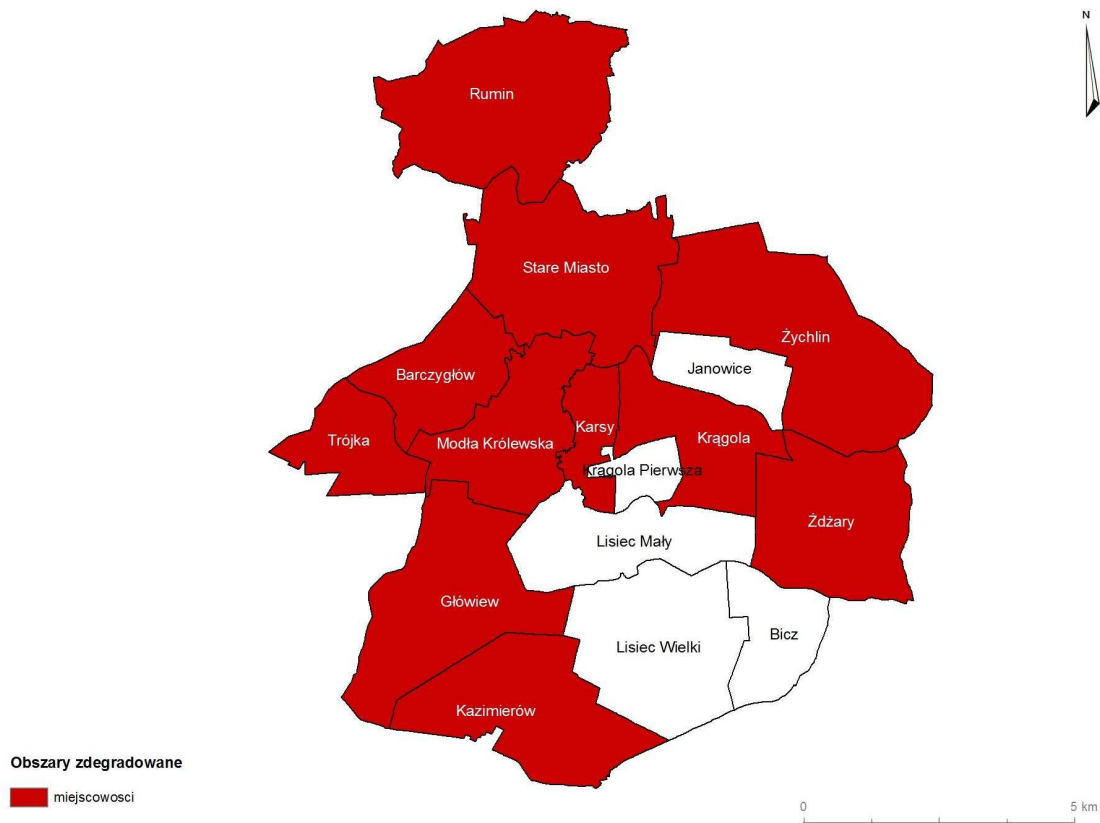 N
Rumin
Stare Miasto
Żychlin
Janowice
Barczygłów
Karsy
Krągola
Trójka
Modła Królewska
Krągola Pierwsza
Żdżary
Lisiec Mały
Główiew
Bicz
Lisiec Wielki
Kazimierów
Obszary zdegradowane
miejscowosci
0 5 km